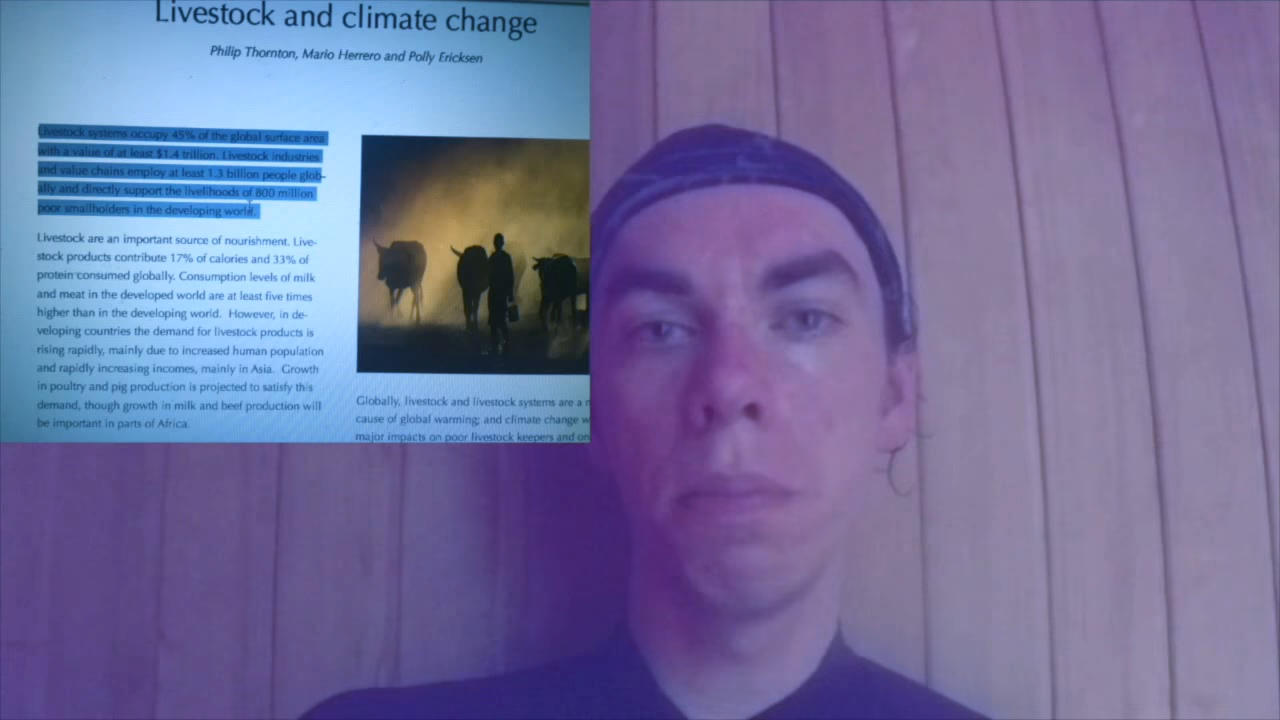 Livestock and climate change
Philip Thornton, Mario Herrero and Polly Ericksen
Livestock systems occupy 45% of the global surface area
with a value of at least $1.4 trillion. Livestock industries
and value chains employ at least 1.3 billion people glob-
ally and directly support the livelihoods of 800 million
poor smallholders in the developing world.
Livestock are an important source of nourishment. Live-
stock products contribute 17% of calories and 33% of
protein consumed globally. Consumption levels of milk
and meat in the developed world are at least five times
higher than in the developing world. However, in de-
veloping countries the demand for livestock products is
rising rapidly, mainly due to increased human population
and rapidly increasing incomes, mainly in Asia. Growth
in poultry and pig production is projected to satisfy this
demand, though growth in milk and beef production will
be important in parts of Africa.
Globally, livestock and livestock systems are a
cause of global warming; and climate change
major impacts on poor livestock keepers and on